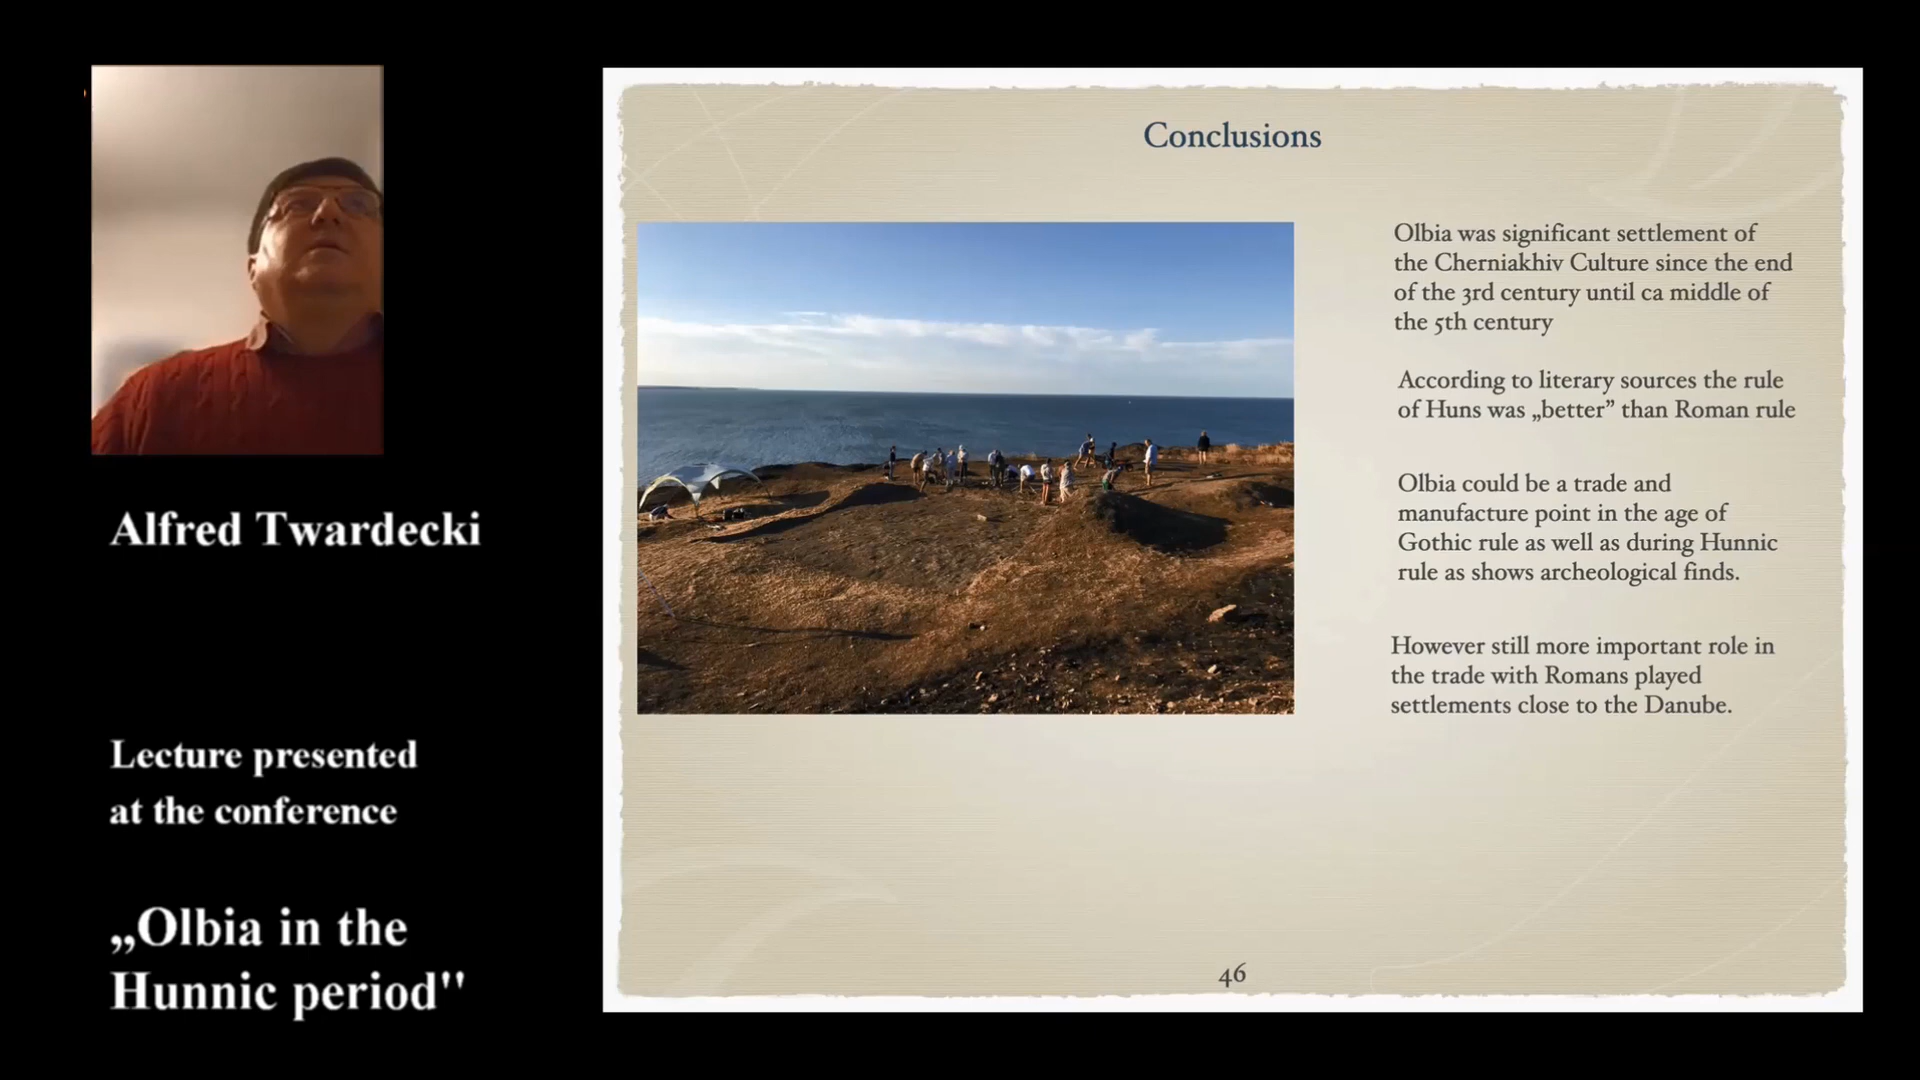 Alfred Twardecki
Lecture presented
at the conference
„Olbia in the
Hunnic period"
Conclusions
Olbia was significant settlement of
the Cherniakhiv Culture since the end
of the 3rd century until ca middle of
the 5th century
According to literary sources the rule
of Huns was „better” than Roman rule
Olbia could be a trade and
manufacture point in the age of
Gothic rule as well as during Hunnic
rule as shows archeological finds.
However still more important role in
the trade with Romans played
settlements close to the Danube.
46